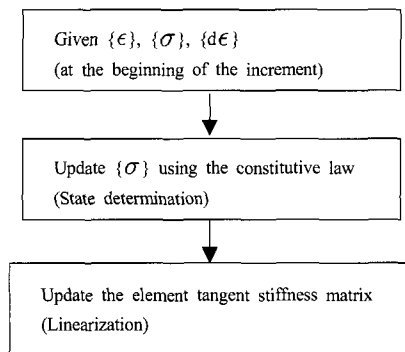 Given {ϵ}, {σ}, {dϵ}
(at the beginning of the increment)
Update {σ} using the constitutive law
(State determination)
Update the element tangent stiffness matrix
(Linearization)